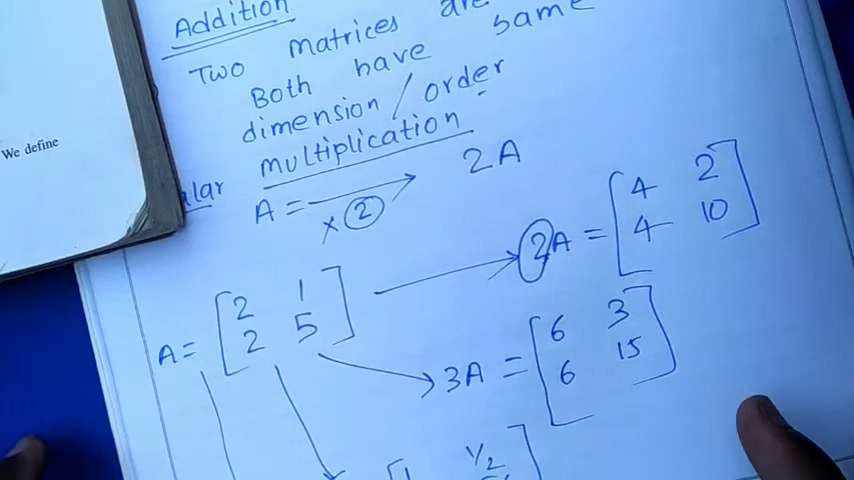 We define
Addition
Two matrices are
Both have same
dimension / order
multiplication
A = × 2 → 2A
A = [ 2 1
2 5 ]
2A = [ 4 2
4 10 ]
3A = [ 6 3
6 15 ]
[ 1 1/2